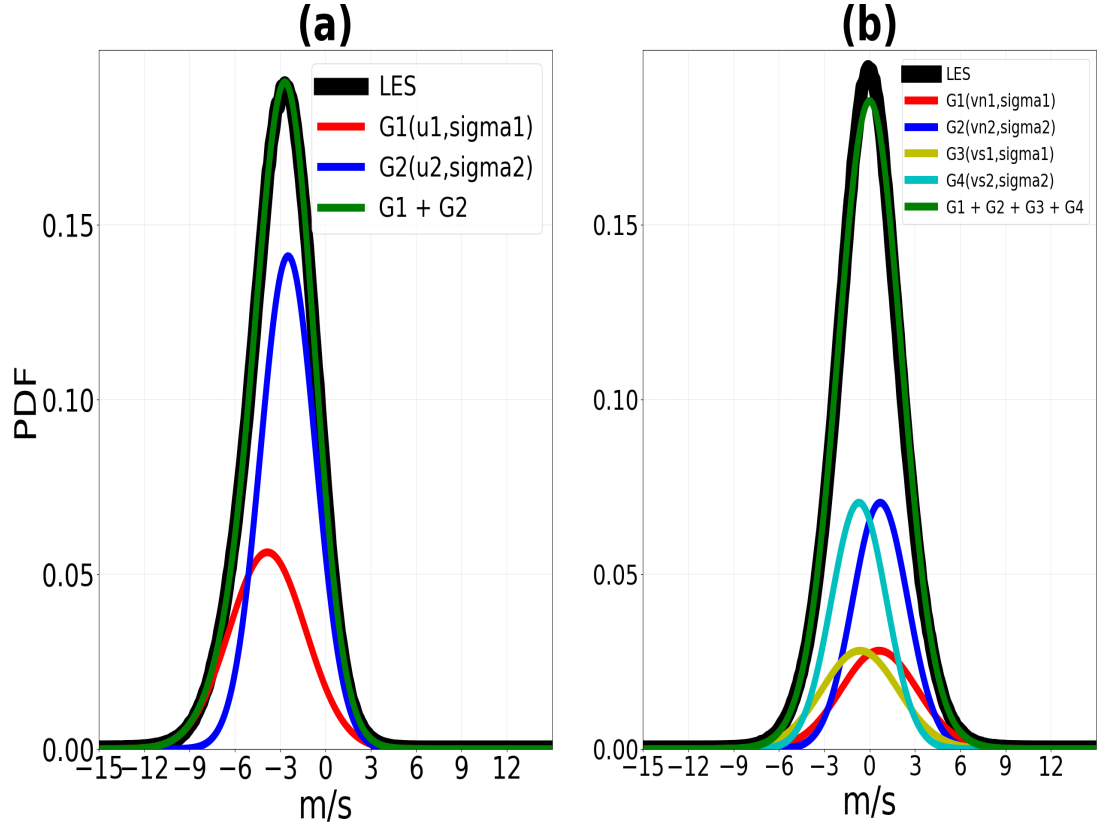 (a)
LES
G1(u1,sigma1)
G2(u2,sigma2)
G1 + G2
PDF
0.15
0.10
0.05
0.00
−15 −12 −9 −6 −3 0 3 6 9 12
m/s
(b)
LES
G1(vn1,sigma1)
G2(vn2,sigma2)
G3(vs1,sigma1)
G4(vs2,sigma2)
G1 + G2 + G3 + G4
0.15
0.10
0.05
0.00
−15 −12 −9 −6 −3 0 3 6 9 12
m/s